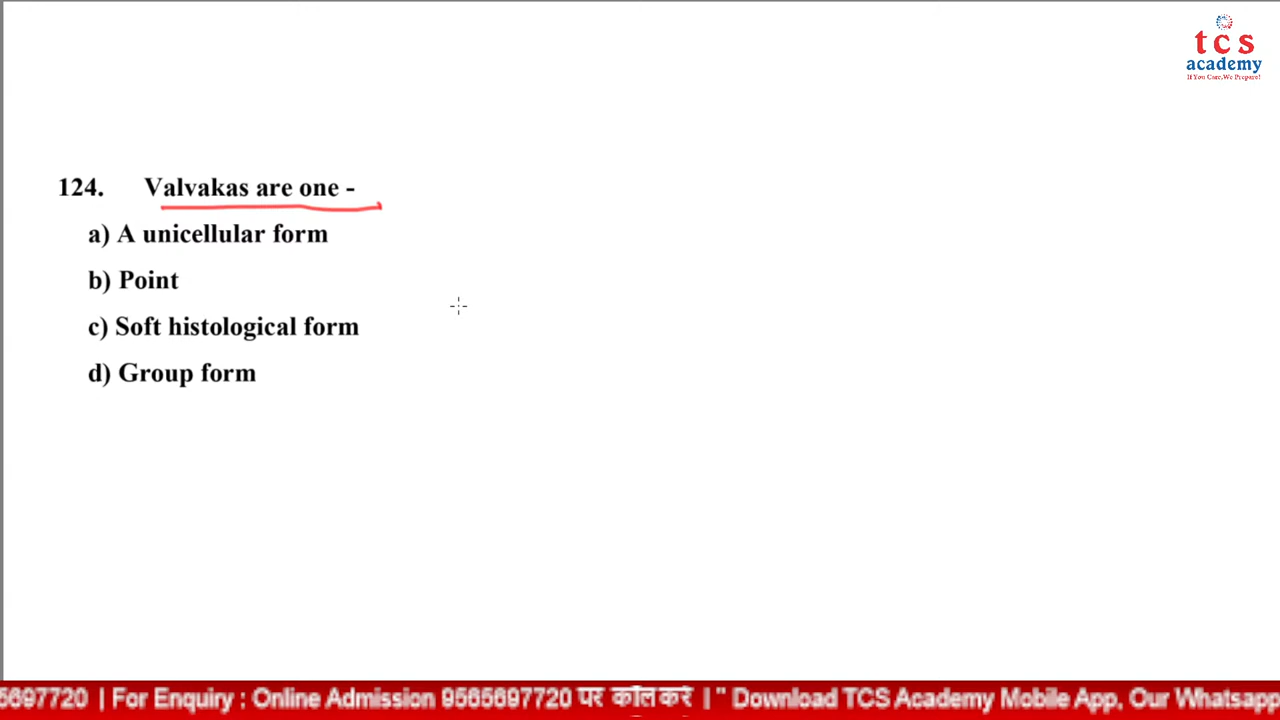 tcs
academy
If You Care,We Prepare!
124. Valvakas are one -
a) A unicellular form
b) Point
c) Soft histological form
d) Group form
5697720 | For Enquiry : Online Admission 9565697720 पर कॉल करें | " Download TCS Academy Mobile App, Our Whatsapp